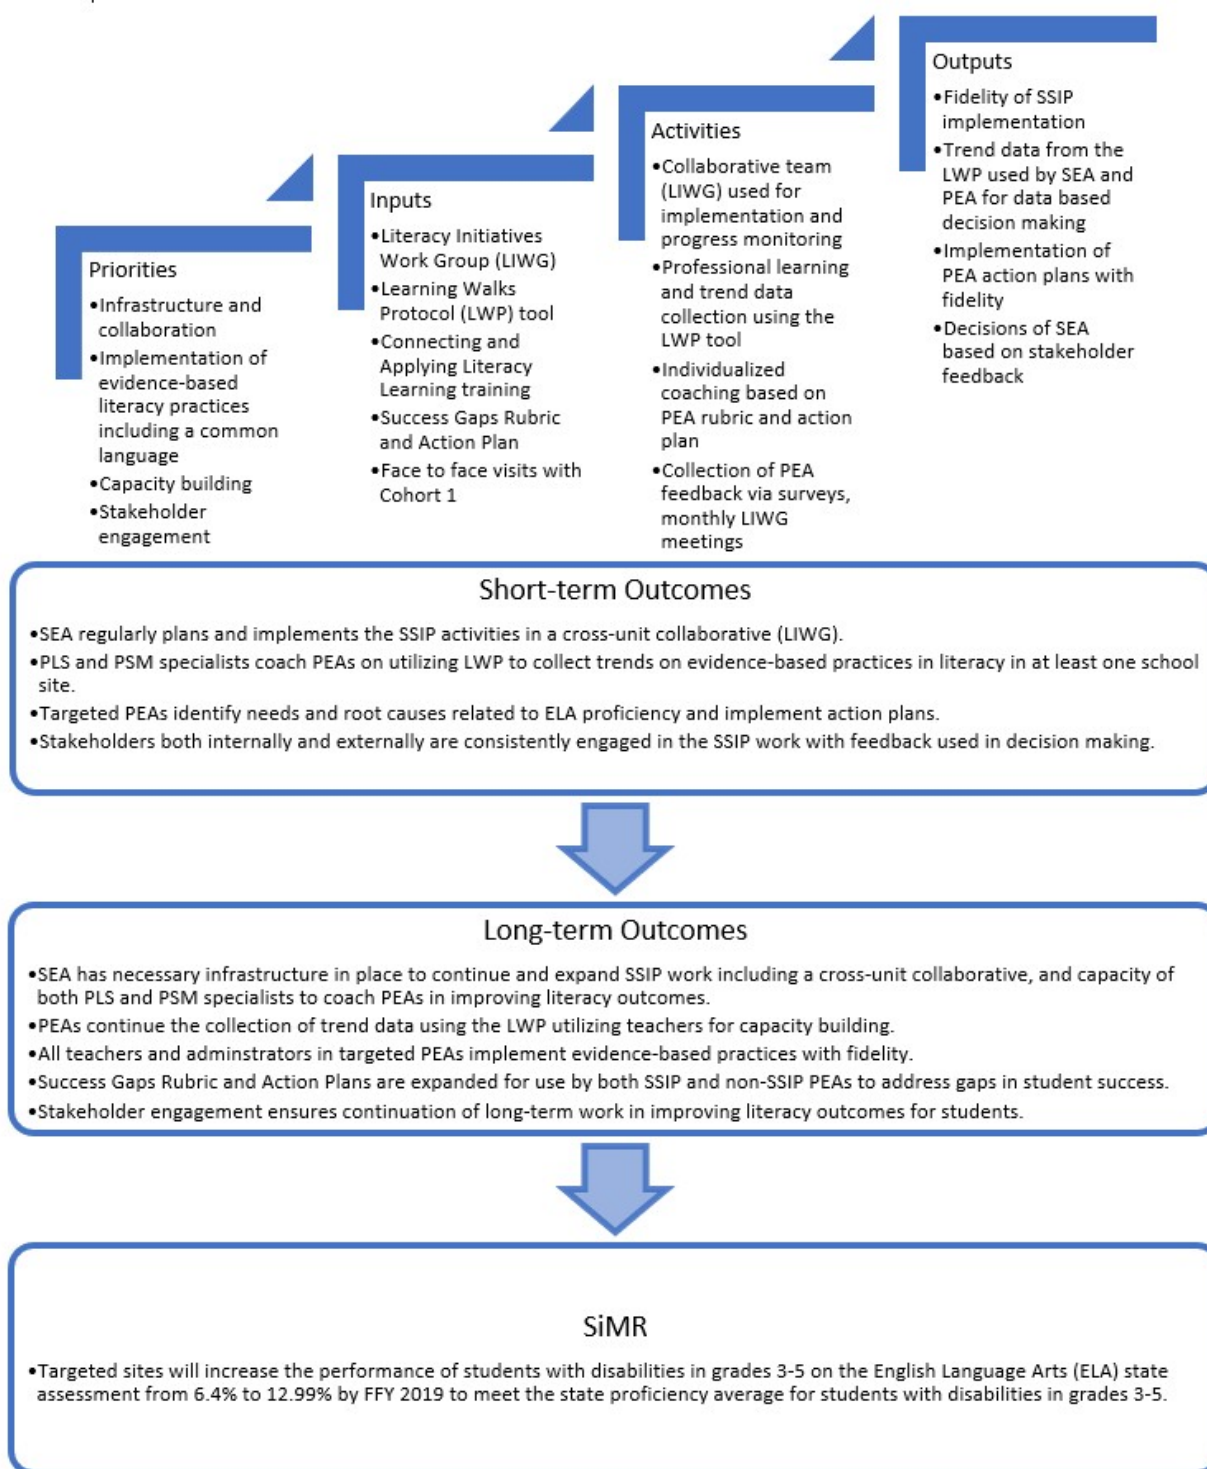 Priorities
•Infrastructure and
collaboration
•Implementation of
evidence-based
literacy practices
including a common
language
•Capacity building
•Stakeholder
engagement
Inputs
•Literacy Initiatives
Work Group (LIWG)
•Learning Walks
Protocol (LWP) tool
•Connecting and
Applying Literacy
Learning training
•Success Gaps Rubric
and Action Plan
•Face to face visits with
Cohort 1
Activities
•Collaborative team
(LIWG) used for
implementation and
progress monitoring
•Professional learning
and trend data
collection using the
LWP tool
•Individualized
coaching based on
PEA rubric and action
plan
•Collection of PEA
feedback via surveys,
monthly LIWG
meetings
Outputs
•Fidelity of SSIP
implementation
•Trend data from the
LWP used by SEA and
PEA for data based
decision making
•Implementation of
PEA action plans with
fidelity
•Decisions of SEA
based on stakeholder
feedback
Short-term Outcomes
•SEA regularly plans and implements the SSIP activities in a cross-unit collaborative (LIWG).
•PLS and PSM specialists coach PEAs on utilizing LWP to collect trends on evidence-based practices in literacy in at least one school
site.
•Targeted PEAs identify needs and root causes related to ELA proficiency and implement action plans.
•Stakeholders both internally and externally are consistently engaged in the SSIP work with feedback used in decision making.
Long-term Outcomes
•SEA has necessary infrastructure in place to continue and expand SSIP work including a cross-unit collaborative, and capacity of
both PLS and PSM specialists to coach PEAs in improving literacy outcomes.
•PEAs continue the collection of trend data using the LWP utilizing teachers for capacity building.
•All teachers and adminstrators in targeted PEAs implement evidence-based practices with fidelity.
•Success Gaps Rubric and Action Plans are expanded for use by both SSIP and non-SSIP PEAs to address gaps in student success.
•Stakeholder engagement ensures continuation of long-term work in improving literacy outcomes for students.
SiMR
•Targeted sites will increase the performance of students with disabilities in grades 3-5 on the English Language Arts (ELA) state
assessment from 6.4% to 12.99% by FFY 2019 to meet the state proficiency average for students with disabilities in grades 3-5.